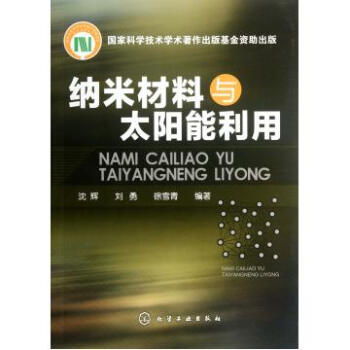 国家科学技术学术著作出版基金资助出版
纳米材料与
太阳能利用
NAMI CAILIAO YU
TAIYANGNENG LIYONG
沈 辉 刘 勇 徐雪青 编著
NAMI CAILIAO YU
TAIYANGNENG LIYONG
化学工业出版社